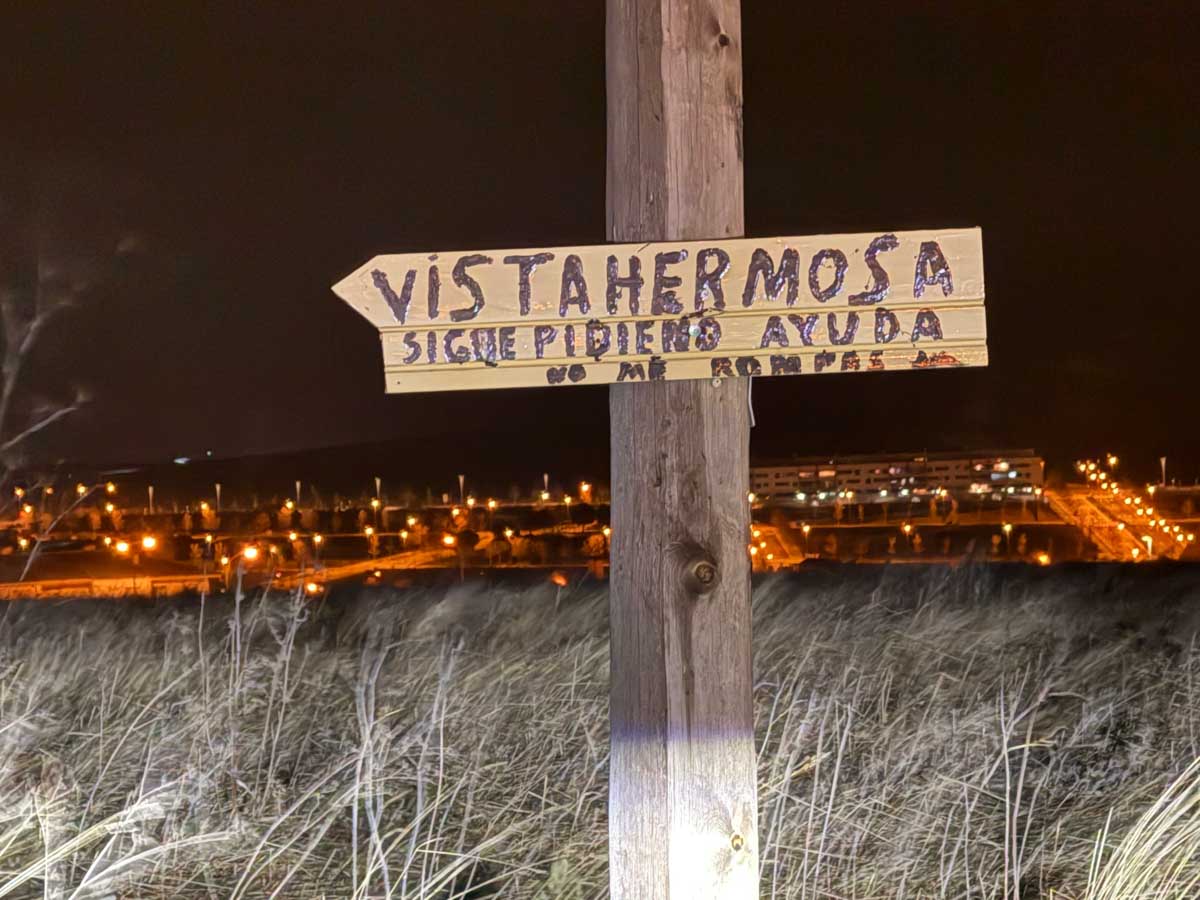 VISTAHERMOSA
SIGUE PIDIENO AYUDA
NO ME ROMPAS